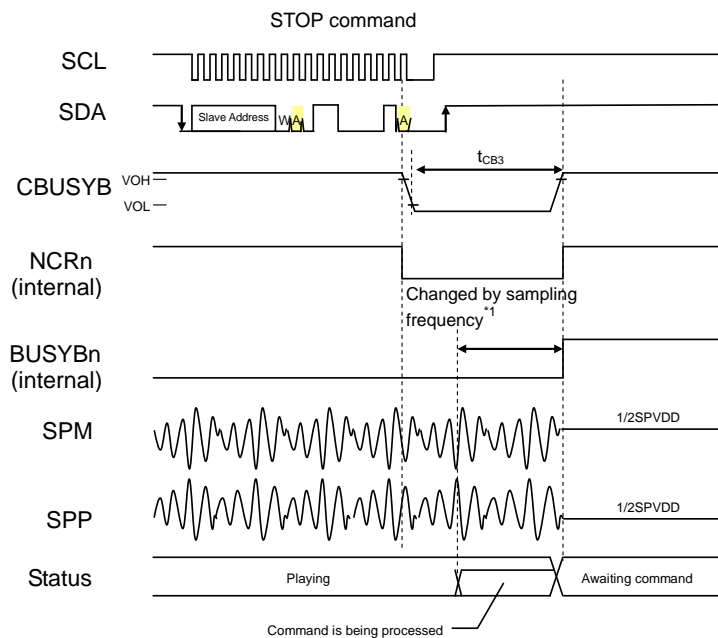 STOP command
SCL
SDA
Slave Address
W
A
A
tCB3
CBUSYB
VOH
VOL
NCRn
(internal)
Changed by sampling
frequency*1
BUSYBn
(internal)
SPM
1/2SPVDD
SPP
1/2SPVDD
Status
Playing
Awaiting command
Command is being processed